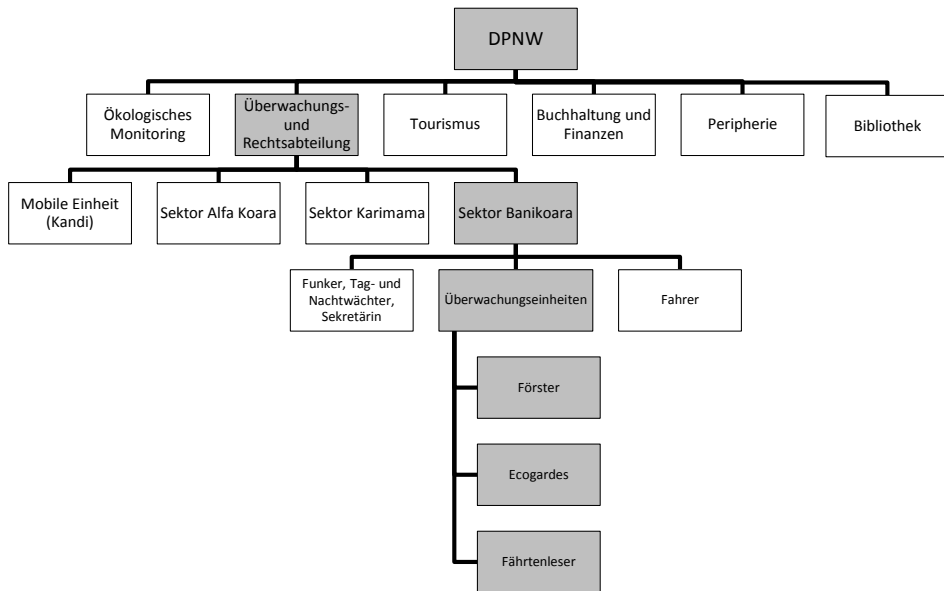 DPNW
Ökologisches
Monitoring
Überwachungs-
und
Rechtsabteilung
Tourismus
Buchhaltung und
Finanzen
Peripherie
Bibliothek
Mobile Einheit
(Kandi)
Sektor Alfa Koara
Sektor Karimama
Sektor Banikoara
Funker, Tag- und
Nachtwächter,
Sekretärin
Überwachungseinheiten
Fahrer
Förster
Ecogardes
Fährtenleser